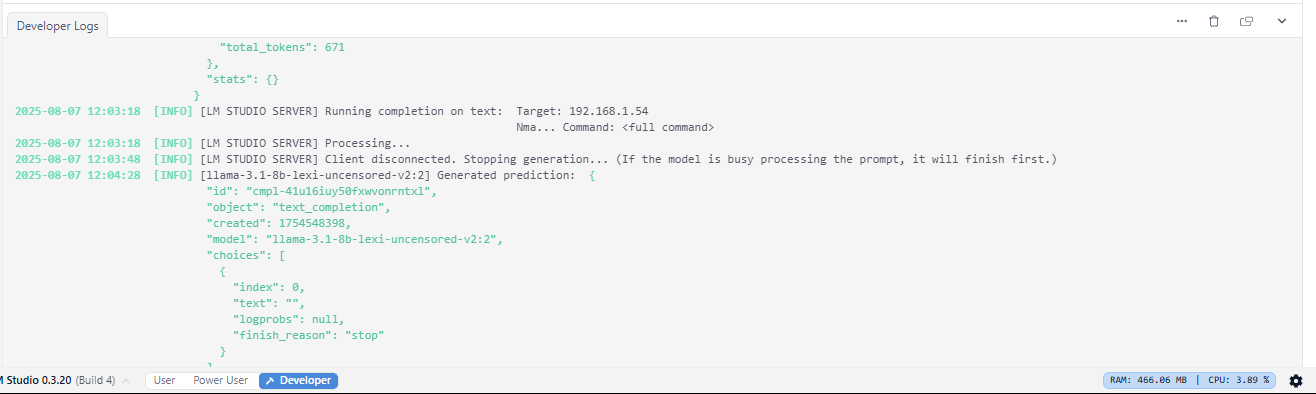 Developer Logs
"total_tokens": 671
},
"stats": {}
}
2025-08-07 12:03:18 [INFO] [LM STUDIO SERVER] Running completion on text: Target: 192.168.1.54
Nma... Command: <full command>
2025-08-07 12:03:18 [INFO] [LM STUDIO SERVER] Processing...
2025-08-07 12:03:48 [INFO] [LM STUDIO SERVER] Client disconnected. Stopping generation... (If the model is busy processing the prompt, it will finish first.)
2025-08-07 12:04:28 [INFO] [llama-3.1-8b-lexi-uncensored-v2:2] Generated prediction: {
"id": "cmpl-41u16iuy50fxwvonrntxl",
"object": "text_completion",
"created": 1754548398,
"model": "llama-3.1-8b-lexi-uncensored-v2:2",
"choices": [
{
"index": 0,
"text": "",
"logprobs": null,
"finish_reason": "stop"
}
]
M Studio 0.3.20 (Build 4) User Power User Developer RAM: 466.06 MB | CPU: 3.89 %